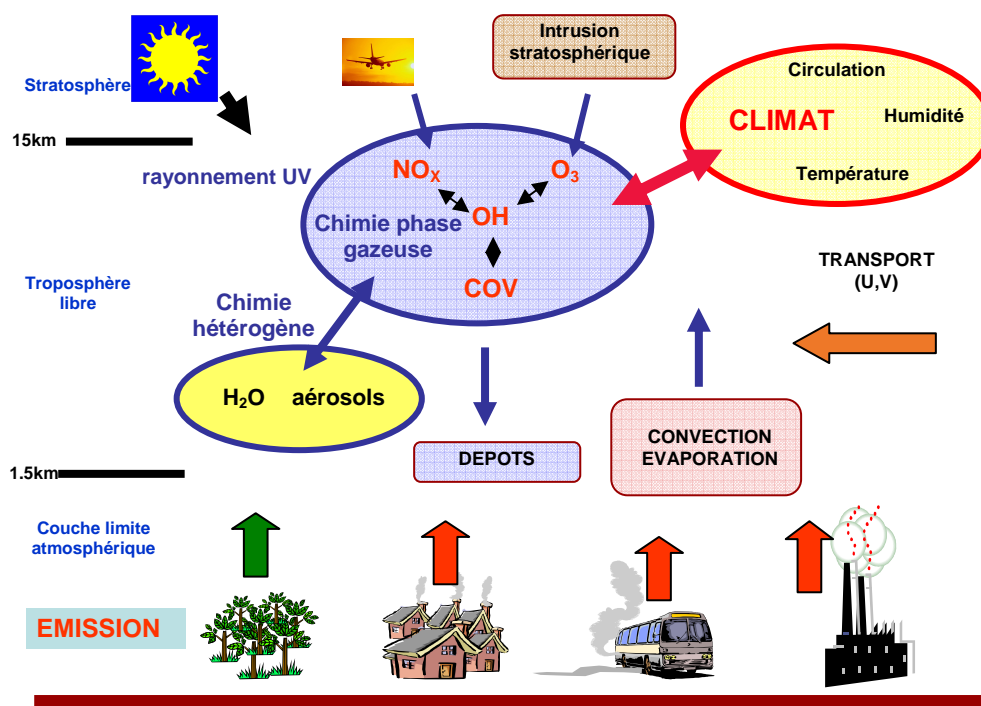 Intrusion
stratosphérique
Stratosphère
Circulation
CLIMAT
Humidité
Température
15km
rayonnement UV
NOX
O3
OH
Chimie phase
gazeuse
COV
TRANSPORT
(U,V)
Troposphère
libre
Chimie
hétérogène
H2O aérosols
DEPOTS
CONVECTION
EVAPORATION
1.5km
Couche limite
atmosphérique
EMISSION